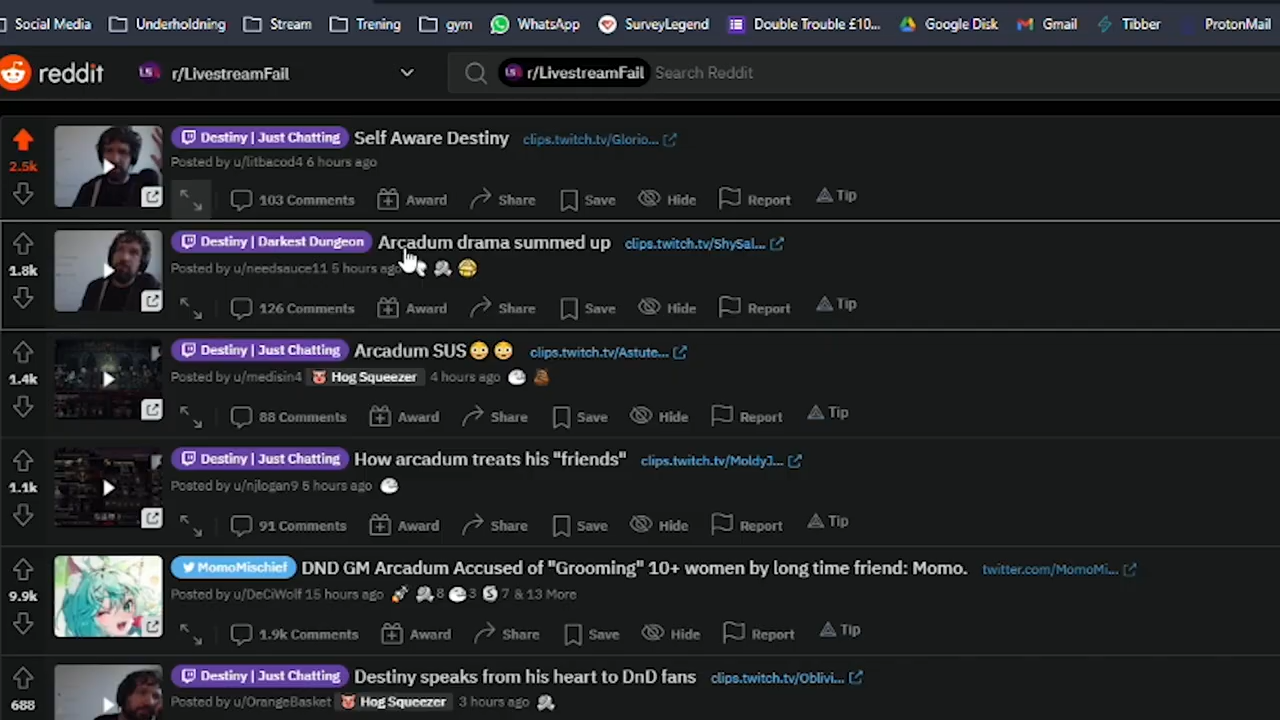 Social Media Underholdning Stream Trening gym WhatsApp SurveyLegend Double Trouble £10... Google Disk Gmail Tibber ProtonMail
reddit r/LivestreamFail r/LivestreamFail Search Reddit
Destiny | Just Chatting Self Aware Destiny clips.twitch.tv/Glorio...
2.5k Posted by u/litbacod4 6 hours ago
103 Comments Award Share Save Hide Report Tip
Destiny | Darkest Dungeon Arcadum drama summed up clips.twitch.tv/ShySal...
1.8k Posted by u/needsauce11 5 hours ago
126 Comments Award Share Save Hide Report Tip
Destiny | Just Chatting Arcadum SUS😳 😳 clips.twitch.tv/Astute...
1.4k Posted by u/medisin4 Hog Squeezer 4 hours ago
88 Comments Award Share Save Hide Report Tip
Destiny | Just Chatting How arcadum treats his "friends" clips.twitch.tv/MoldyJ...
1.1k Posted by u/njlogan9 6 hours ago
91 Comments Award Share Save Hide Report Tip
MomoMischief DND GM Arcadum Accused of "Grooming" 10+ women by long time friend: Momo. twitter.com/MomoMi...
9.9k Posted by u/DeCiWolf 15 hours ago 8 3 7 & 13 More
1.9k Comments Award Share Save Hide Report Tip
Destiny | Just Chatting Destiny speaks from his heart to DnD fans clips.twitch.tv/Oblivi...
688 Posted by u/OrangeBasket Hog Squeezer 3 hours ago